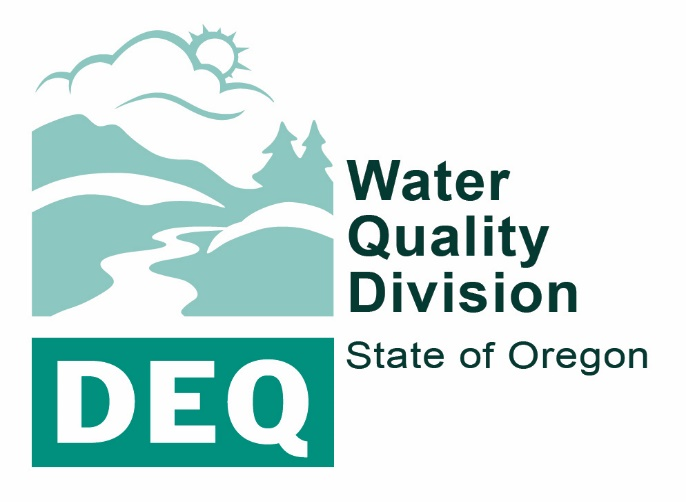 Water
Quality
Division
State of Oregon
DEQ